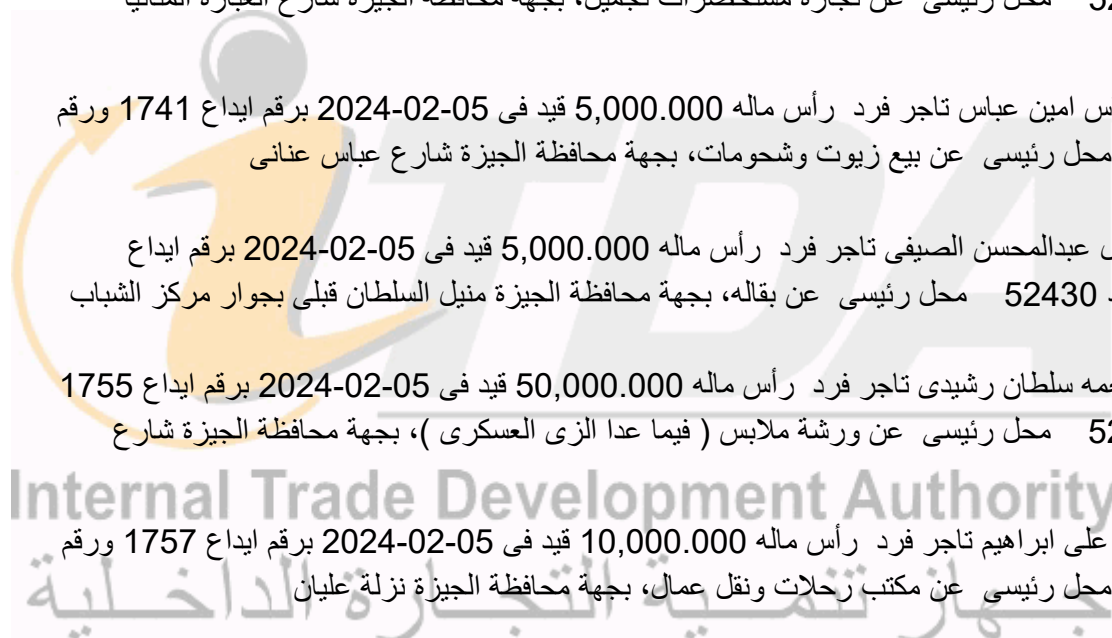 محل رئيسى عن تجارة مستحضرات تجميل، بجهة محافظة الجيزة شارع العبارة المنانيا
امين عباس تاجر فرد رأس ماله 5,000.000 قيد فى 05-02-2024 برقم ايداع 1741 ورقم
محل رئيسى عن بيع زيوت وشحومات، بجهة محافظة الجيزة شارع عباس عنانى
عبدالمحسن الصيفى تاجر فرد رأس ماله 5,000.000 قيد فى 05-02-2024 برقم ايداع
52430 محل رئيسى عن بقاله، بجهة محافظة الجيزة منيل السلطان قبلى بجوار مركز الشباب
سلطان رشيدى تاجر فرد رأس ماله 50,000.000 قيد فى 05-02-2024 برقم ايداع 1755
محل رئيسى عن ورشة ملابس ( فيما عدا الزى العسكرى )، بجهة محافظة الجيزة شارع
Internal Trade Development Authority
على ابراهيم تاجر فرد رأس ماله 10,000.000 قيد فى 05-02-2024 برقم ايداع 1757 ورقم
محل رئيسى عن مكتب رحلات ونقل عمال، بجهة محافظة الجيزة نزلة عليان
جهاز تنمية التجارة الداخلية